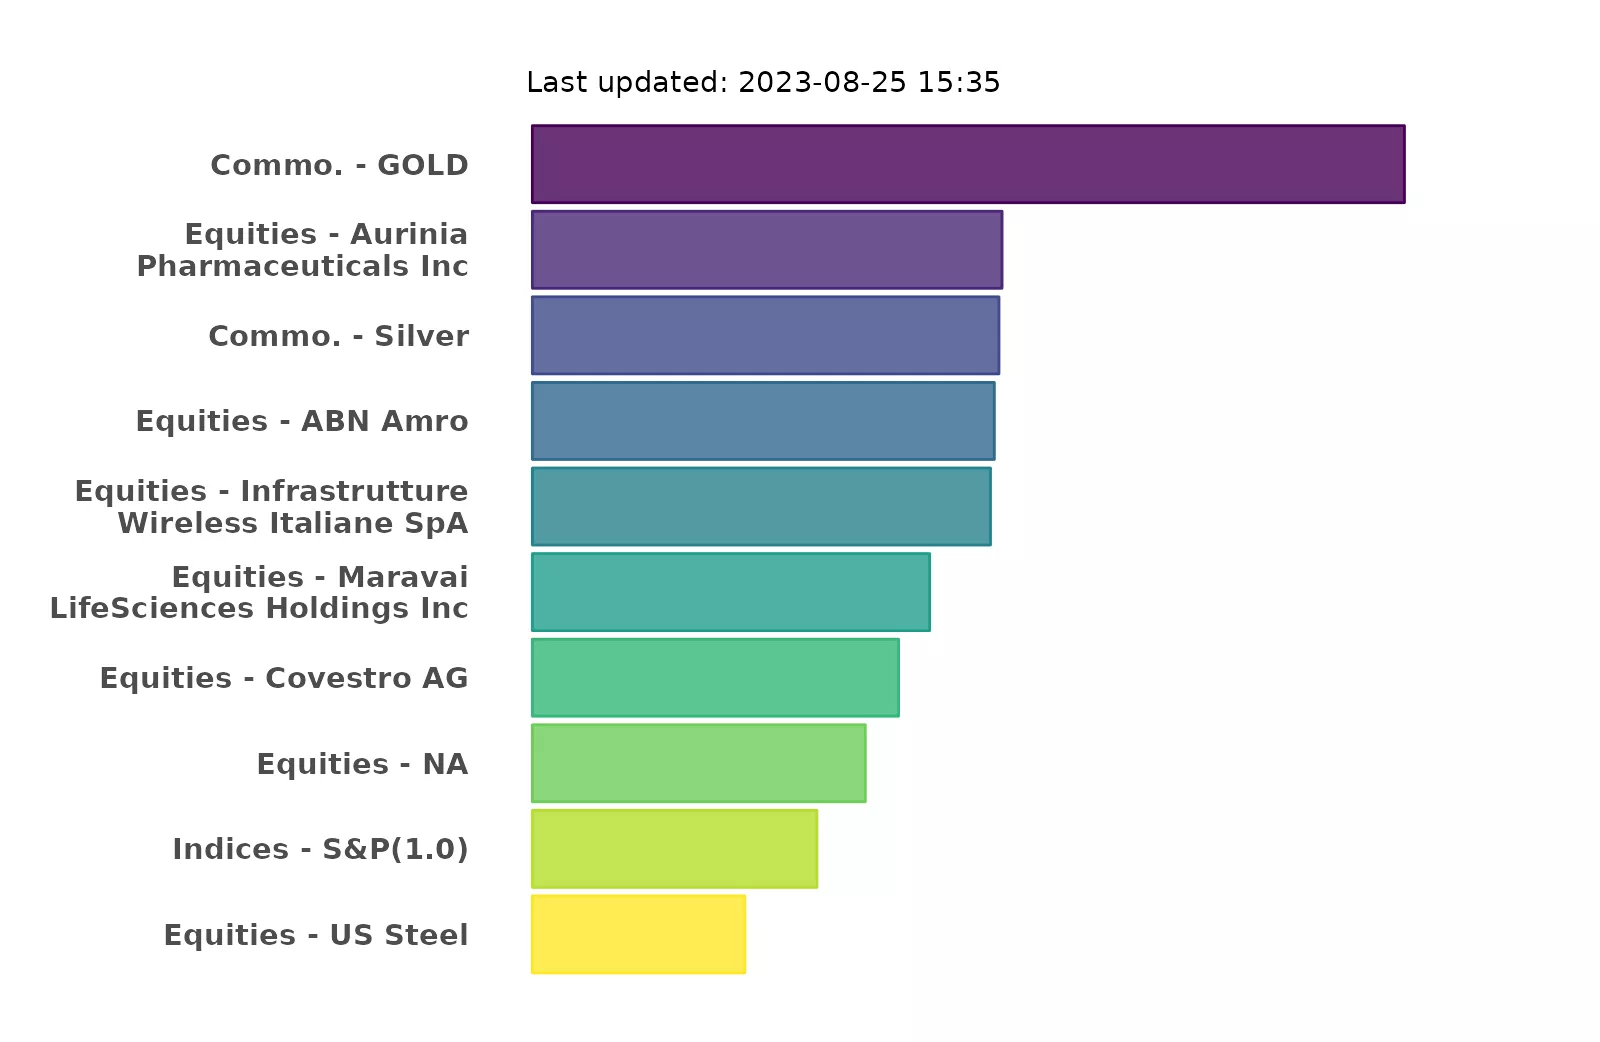 Last updated: 2023-08-25 15:35
Commo. - GOLD
Equities - Aurinia
Pharmaceuticals Inc
Commo. - Silver
Equities - ABN Amro
Equities - Infrastrutture
Wireless Italiane SpA
Equities - Maravai
LifeSciences Holdings Inc
Equities - Covestro AG
Equities - NA
Indices - S&P(1.0)
Equities - US Steel